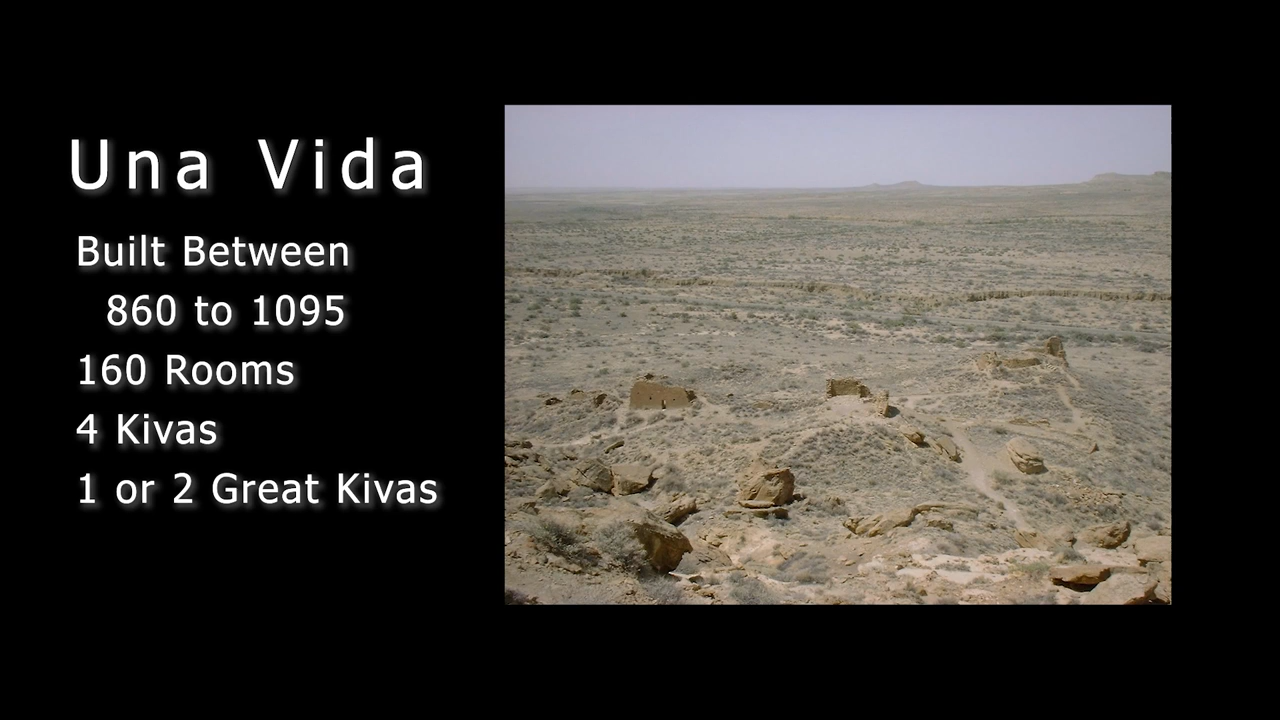 Una Vida
Built Between
860 to 1095
160 Rooms
4 Kivas
1 or 2 Great Kivas